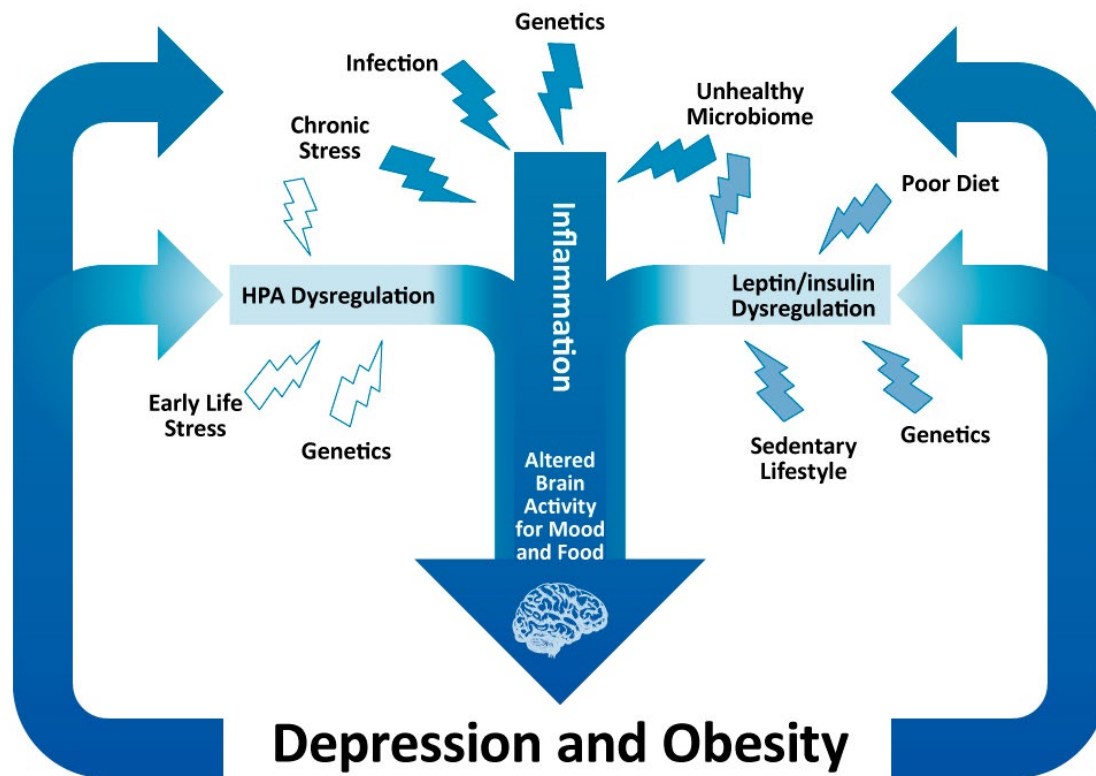 Genetics
Infection
Unhealthy
Microbiome
Chronic
Stress
Poor Diet
Inflammation
HPA Dysregulation
Leptin/insulin
Dysregulation
Early Life
Stress
Genetics
Sedentary
Lifestyle
Genetics
Altered
Brain
Activity
for Mood
and Food
Depression and Obesity